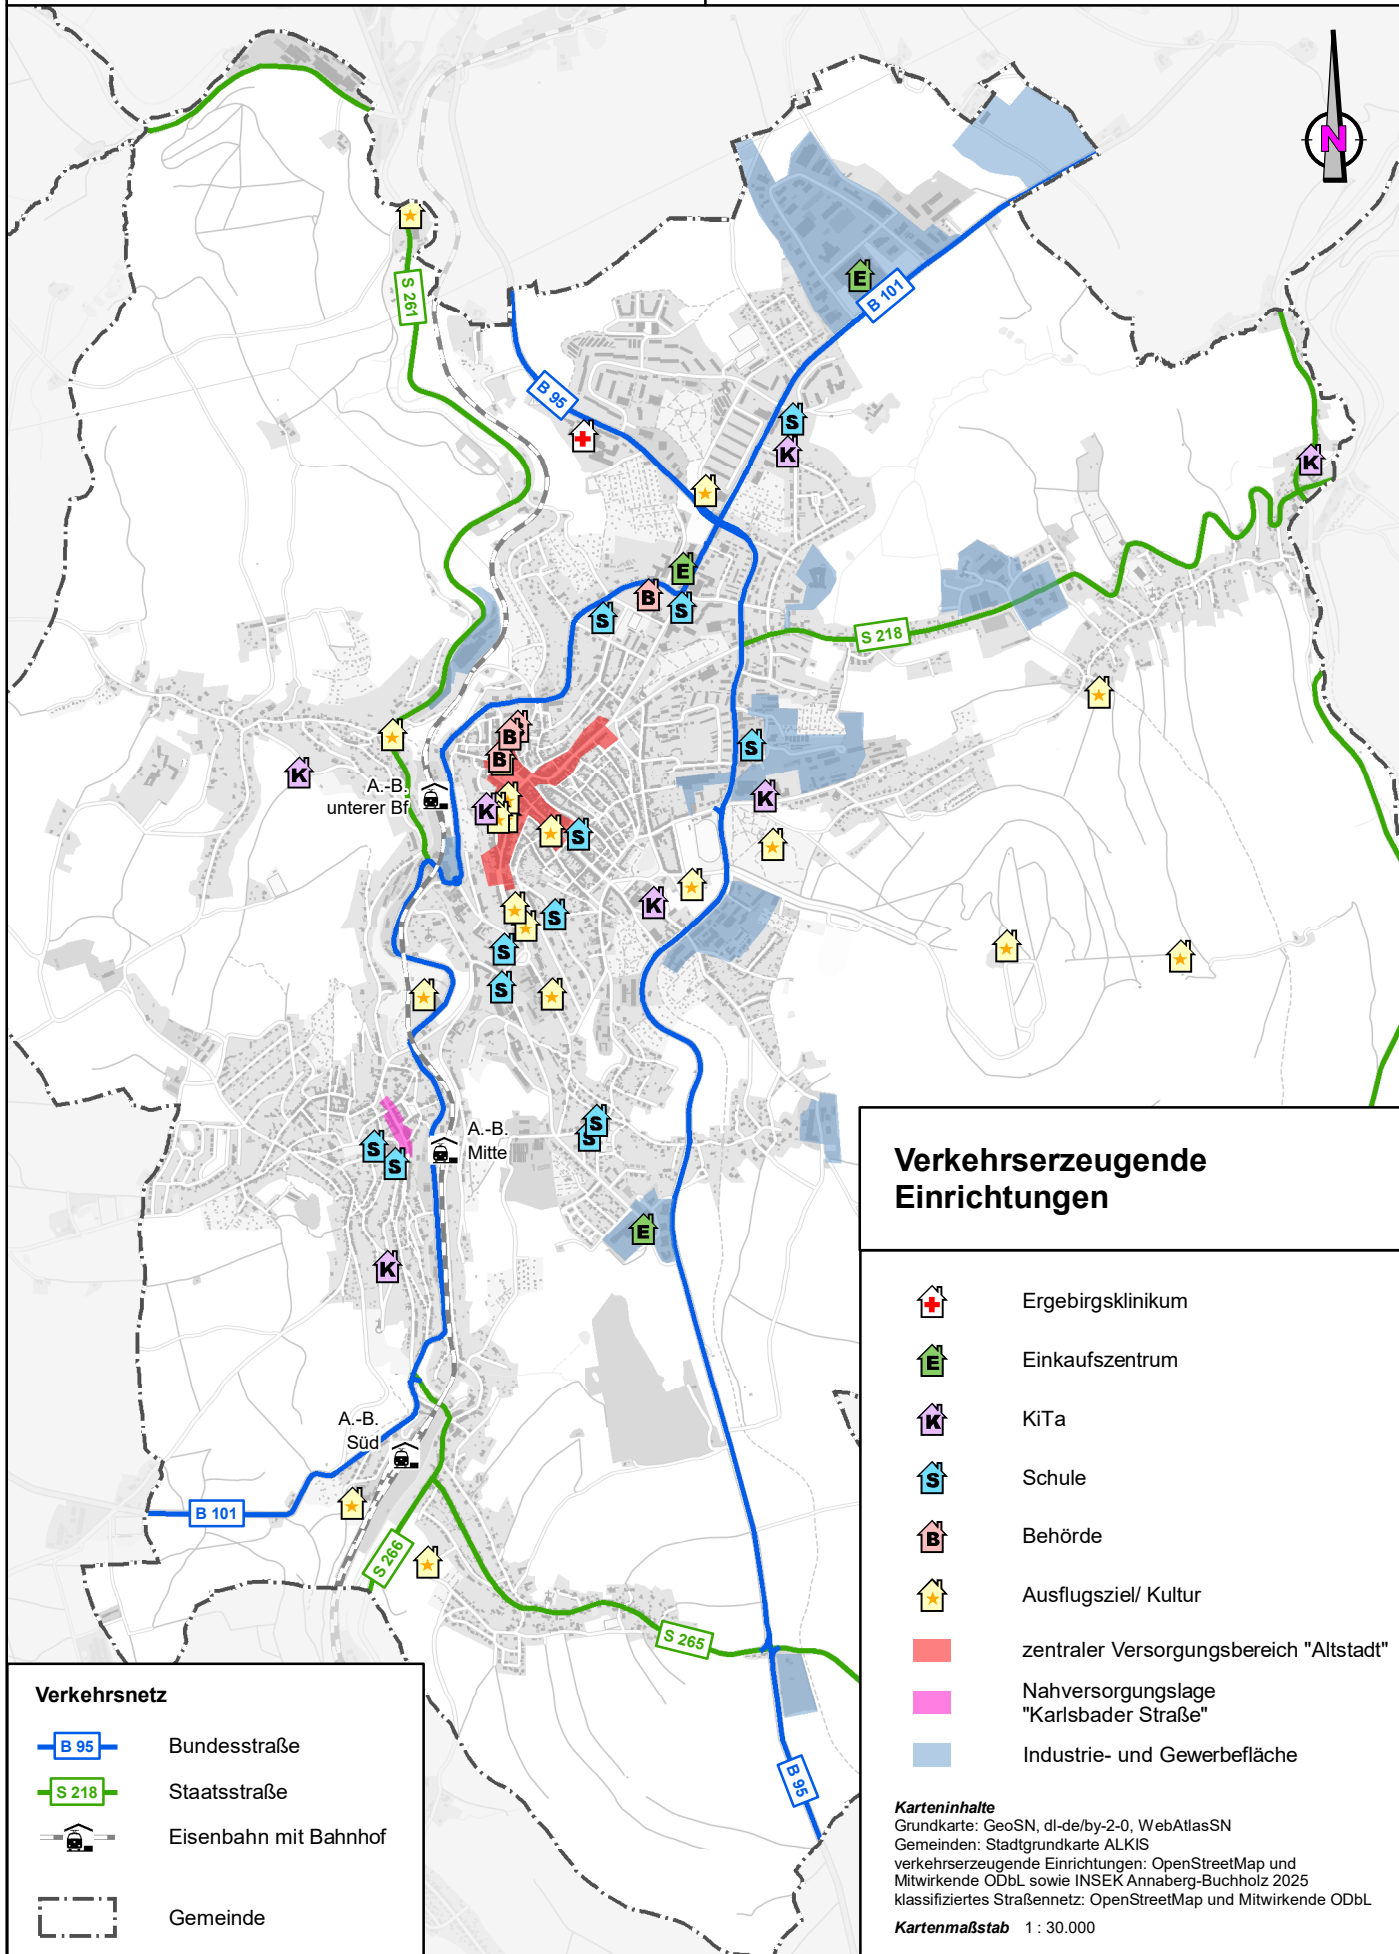 N
S 261
E
B 101
B 95
S
K
K
E
B
S
S
S 218
B
B
S
K
A.-B.
unterer Bf
K
K
S
K
S
S
S
A.-B.
Mitte
S
S
S
S
E
K
A.-B.
Süd
B 101
S 266
S 265
B 95
Verkehrserzeugende
Einrichtungen
Ergebirgsklinikum
E Einkaufszentrum
K KiTa
S Schule
B Behörde
Ausflugsziel/ Kultur
zentraler Versorgungsbereich "Altstadt"
Nahversorgungslage
"Karlsbader Straße"
Industrie- und Gewerbefläche
Karteninhalte
Grundkarte: GeoSN, dl-de/by-2-0, WebAtlasSN
Gemeinden: Stadtgrundkarte ALKIS
verkehrserzeugende Einrichtungen: OpenStreetMap und
Mitwirkende ODbL sowie INSEK Annaberg-Buchholz 2025
klassifiziertes Straßennetz: OpenStreetMap und Mitwirkende ODbL
Kartenmaßstab 1 : 30.000
Verkehrsnetz
B 95 Bundesstraße
S 218 Staatsstraße
Eisenbahn mit Bahnhof
Gemeinde